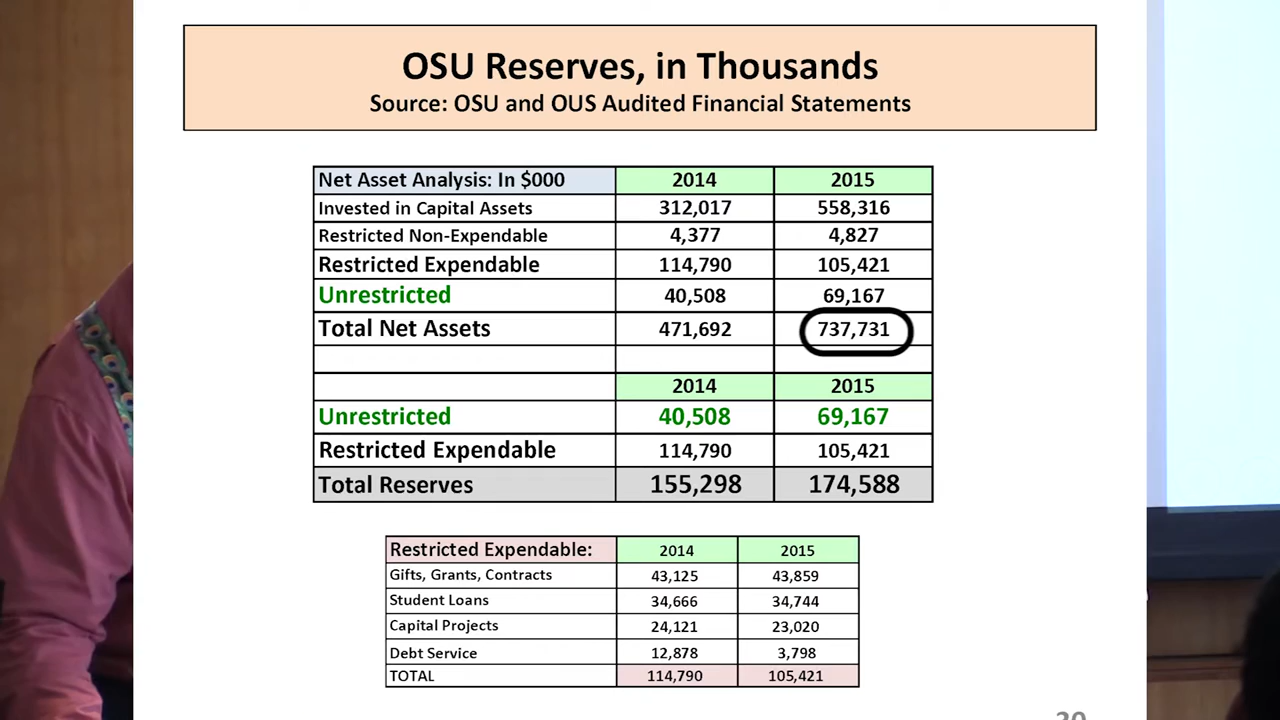 OSU Reserves, in Thousands
Source: OSU and OUS Audited Financial Statements
Net Asset Analysis: In $000 2014 2015
Invested in Capital Assets 312,017 558,316
Restricted Non-Expendable 4,377 4,827
Restricted Expendable 114,790 105,421
Unrestricted 40,508 69,167
Total Net Assets 471,692 737,731
2014 2015
Unrestricted 40,508 69,167
Restricted Expendable 114,790 105,421
Total Reserves 155,298 174,588
Restricted Expendable: 2014 2015
Gifts, Grants, Contracts 43,125 43,859
Student Loans 34,666 34,744
Capital Projects 24,121 23,020
Debt Service 12,878 3,798
TOTAL 114,790 105,421